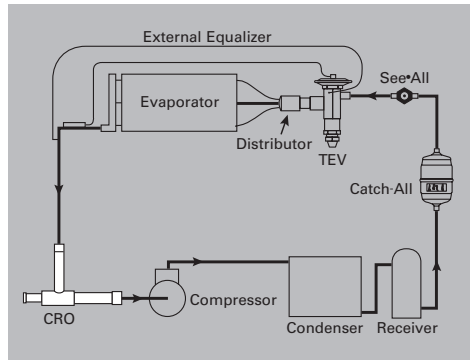 External Equalizer
See•All
Evaporator
Distributor
TEV
Catch-All
CRO
Compressor
Condenser
Receiver